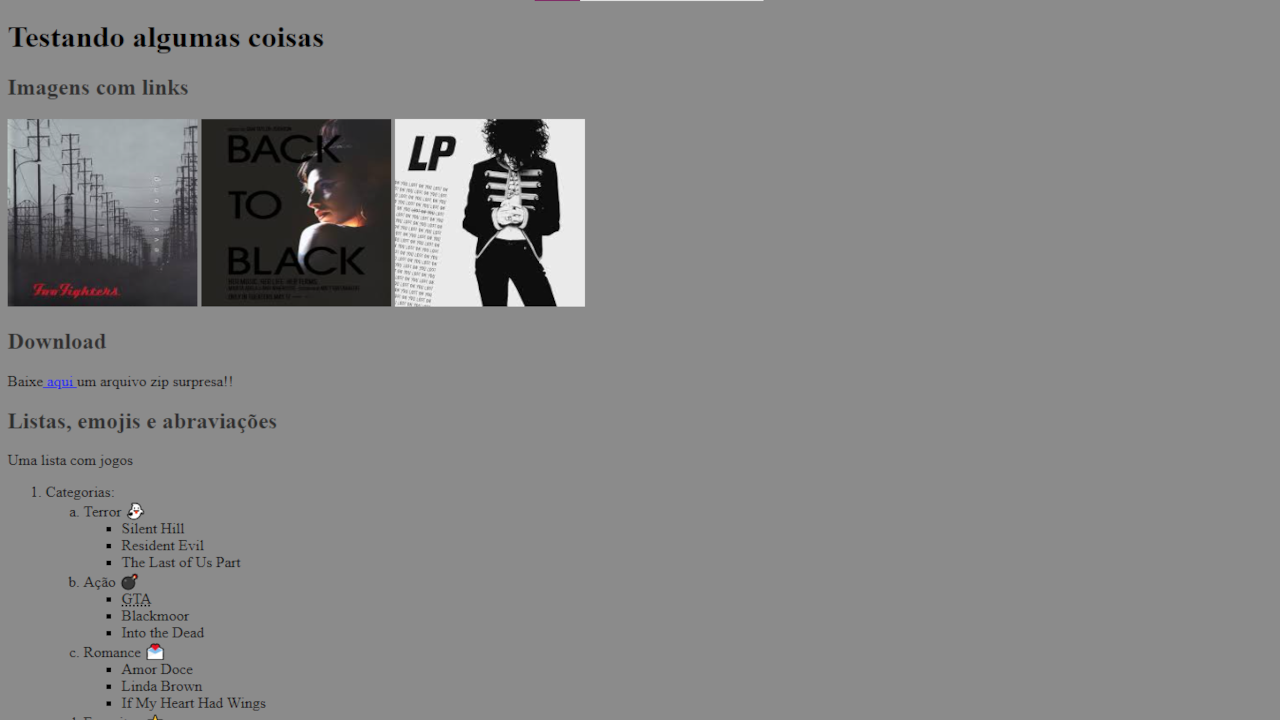 Testando algumas coisas
Imagens com links
everlong
Foo Fighters.
BACK
TO
BLACK
LP
Download
Baixe aqui um arquivo zip surpresa!!
Listas, emojis e abraviações
Uma lista com jogos
1. Categorias:
a. Terror 👻
▪ Silent Hill
▪ Resident Evil
▪ The Last of Us Part
b. Ação 💣
▪ GTA
▪ Blackmoor
▪ Into the Dead
c. Romance 💌
▪ Amor Doce
▪ Linda Brown
▪ If My Heart Had Wings